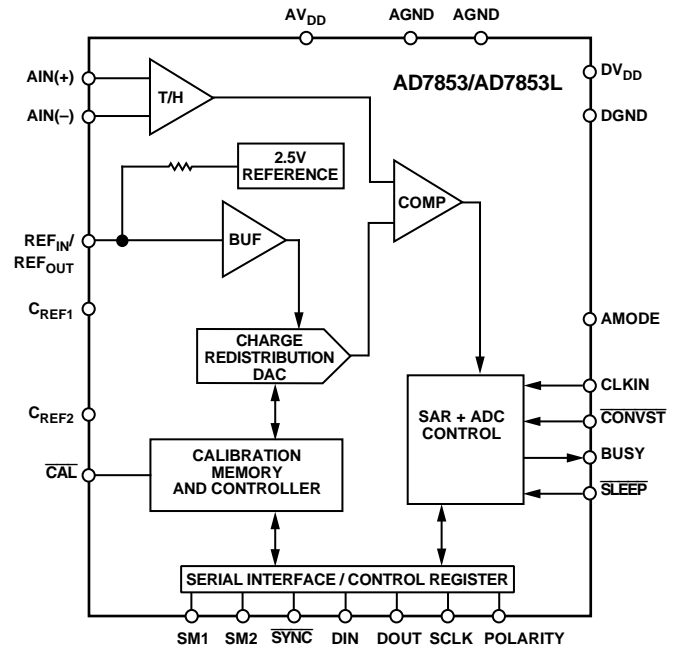 AVDD AGND AGND
AIN(+)
AIN(–)
T/H
AD7853/AD7853L
DVDD
DGND
2.5V
REFERENCE
COMP
REFIN/
REFOUT
BUF
CREF1
CHARGE
REDISTRIBUTION
DAC
AMODE
CLKIN
CONVST
BUSY
SLEEP
SAR + ADC
CONTROL
CREF2
CAL
CALIBRATION
MEMORY
AND CONTROLLER
SERIAL INTERFACE / CONTROL REGISTER
SM1 SM2 SYNC DIN DOUT SCLK POLARITY